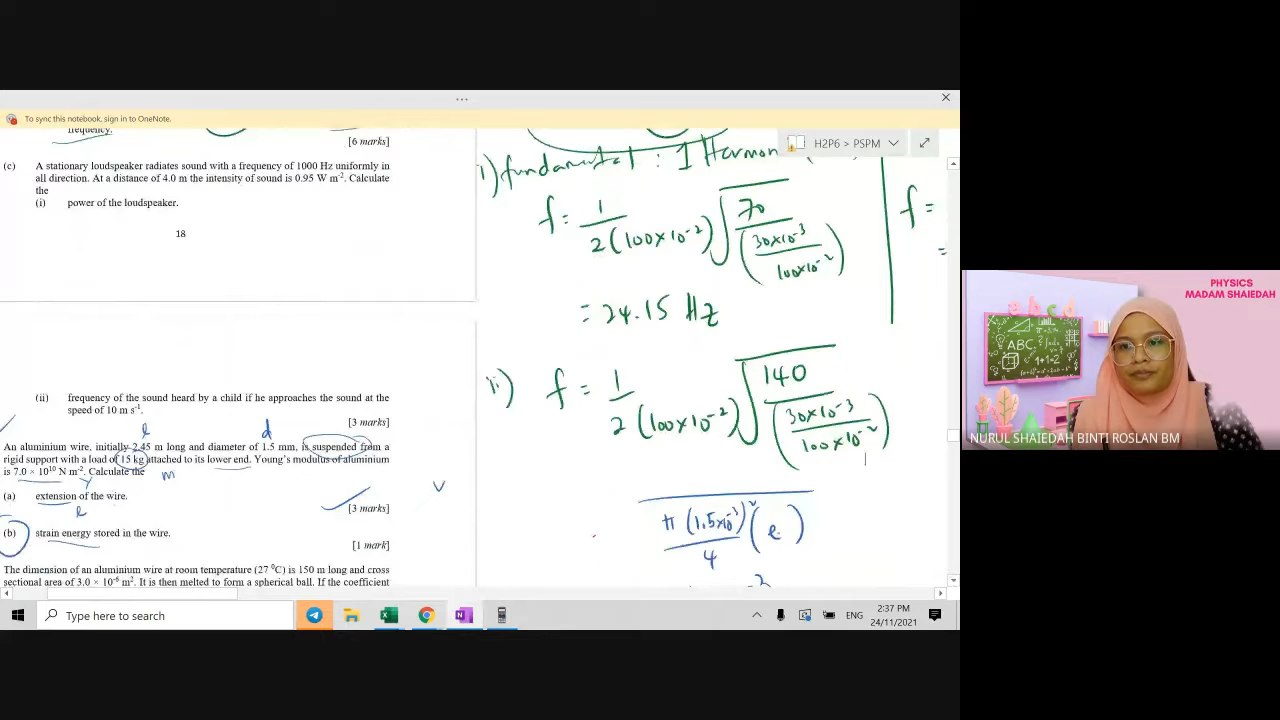 To sync this notebook, sign in to OneNote.
frequency.
[6 marks]
(c) A stationary loudspeaker radiates sound with a frequency of 1000 Hz uniformly in
all direction. At a distance of 4.0 m the intensity of sound is 0.95 W m-2. Calculate
the
(i) power of the loudspeaker.
18
(ii) frequency of the sound heard by a child if he approaches the sound at the
speed of 10 m s-1.
[3 marks]
l
d
An aluminium wire, initially 2.45 m long and diameter of 1.5 mm, is suspended from a
rigid support with a load of 15 kg attached to its lower end. Young's modulus of aluminium
is 7.0 × 10^10 N m-2. Calculate the
Y
m
(a) extension of the wire.
e
[3 marks]
(b) strain energy stored in the wire.
[1 mark]
The dimension of an aluminium wire at room temperature (27 °C) is 150 m long and cross
sectional area of 3.0 × 10-6 m2. It is then melted to form a spherical ball. If the coefficient
H2P6 > PSPM
i) fundamental : 1 Harmon
f = 1 / 2(100×10^-2) √ 70 / (30×10^-3 / 100×10^-2)
= 24.15 Hz
f =
=
ii) f = 1 / 2(100×10^-2) √ 140 / (30×10^-3 / 100×10^-2)
π(1.5×10^-3)^2 / 4 (e)
PHYSICS
MADAM SHAIEDAH
a b c d
ABC
1+1=2
NURUL SHAIEDAH BINTI ROSLAN BM
Type here to search
ENG
2:37 PM
24/11/2021